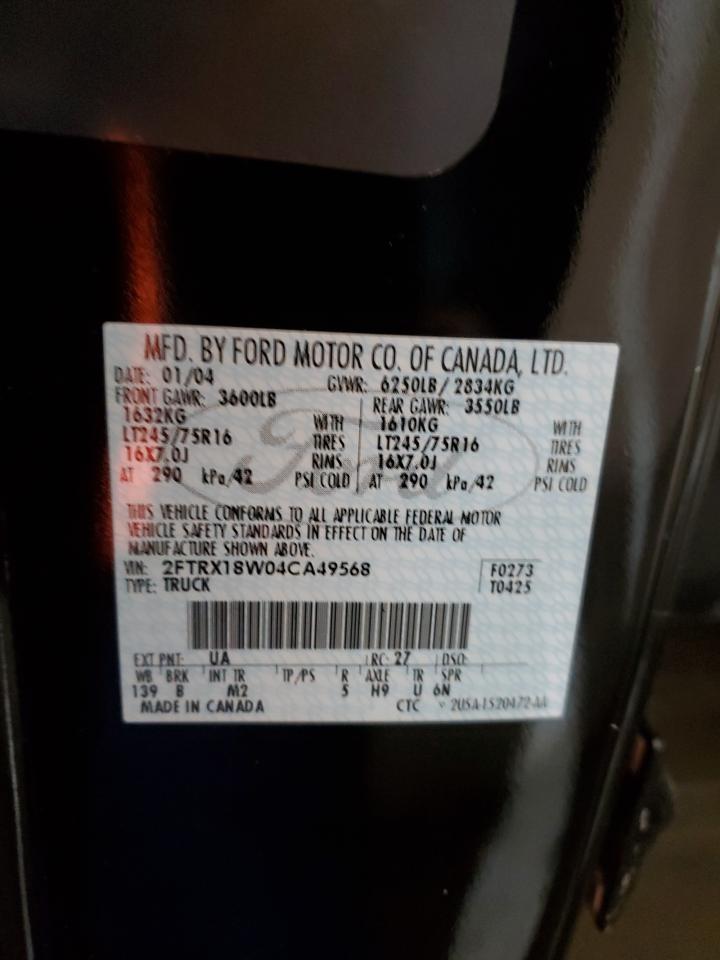 MFD. BY FORD MOTOR CO. OF CANADA, LTD.
DATE: 01/04 GVWR: 6250LB/ 2834KG
FRONT GAWR: 3600LB REAR GAWR: 3550LB
1632KG WITH 1610KG WITH
LT245/75R16 TIRES LT245/75R16 TIRES
16X7.0J RIMS 16X7.0J RIMS
AT 290 kPa/42 PSI COLD AT 290 kPa/42 PSI COLD
Ford
THIS VEHICLE CONFORMS TO ALL APPLICABLE FEDERAL MOTOR
VEHICLE SAFETY STANDARDS IN EFFECT ON THE DATE OF
MANUFACTURE SHOWN ABOVE.
VIN: 2FTRX18W04CA49568 F0273
TYPE: TRUCK T0425
EXT PNT: UA RC: 27 DSO:
WB BRK INT TR TP/PS R AXLE TR SPR
139 B M2 5 H9 U 6N
MADE IN CANADA CTC